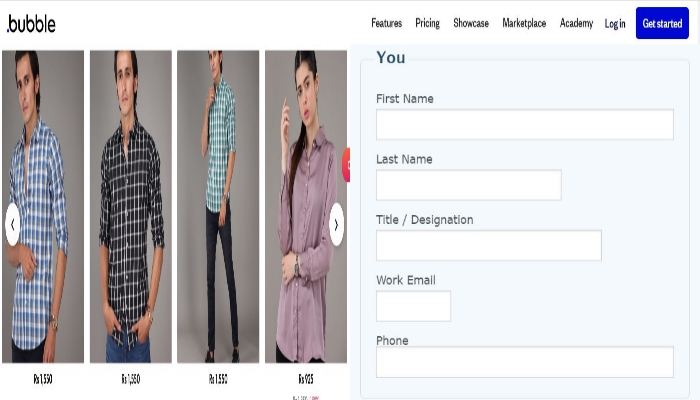 .bubble
Features Pricing Showcase Marketplace Academy Log in Get started
Rs 1,550
Rs 1,550
Rs 1,550
Rs 925
You
First Name
Last Name
Title / Designation
Work Email
Phone